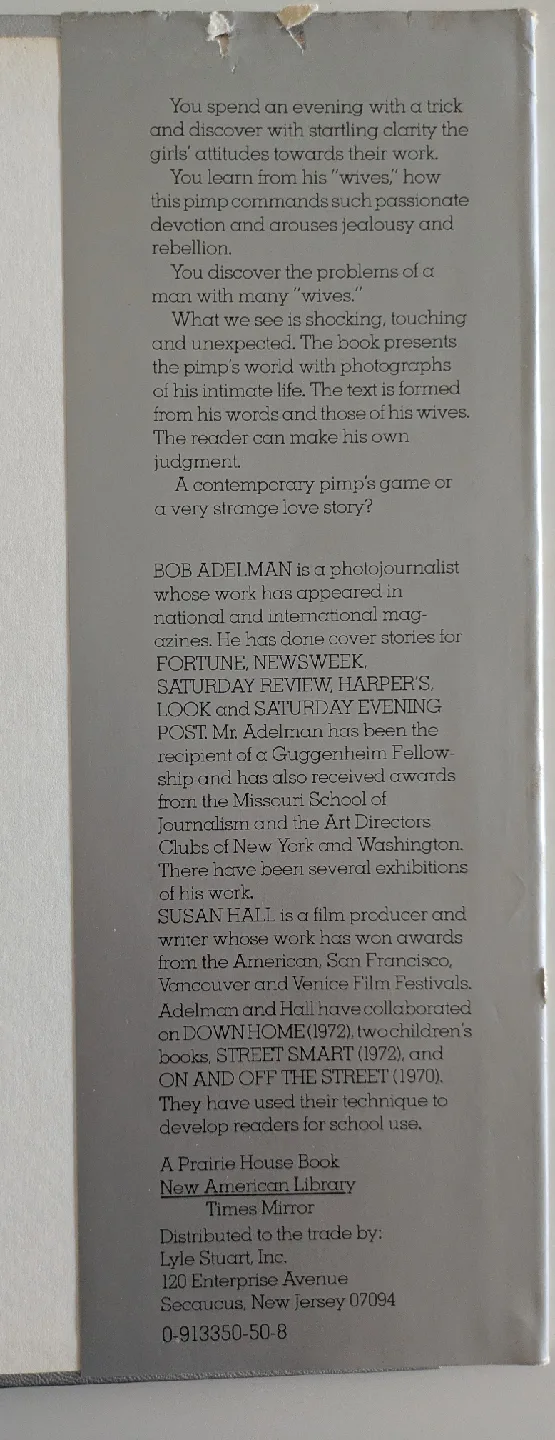 You spend an evening with a trick
and discover with startling clarity the
girls' attitudes towards their work.
You learn from his "wives," how
this pimp commands such passionate
devotion and arouses jealousy and
rebellion.
You discover the problems of a
man with many "wives."
What we see is shocking, touching
and unexpected. The book presents
the pimp's world with photographs
of his intimate life. The text is formed
from his words and those of his wives.
The reader can make his own
judgment.
A contemporary pimp's game or
a very strange love story?
BOB ADELMAN is a photojournalist
whose work has appeared in
national and international mag-
azines. He has done cover stories for
FORTUNE, NEWSWEEK,
SATURDAY REVIEW, HARPER'S,
LOOK and SATURDAY EVENING
POST. Mr. Adelman has been the
recipient of a Guggenheim Fellow-
ship and has also received awards
from the Missouri School of
Journalism and the Art Directors
Clubs of New York and Washington.
There have been several exhibitions
of his work.
SUSAN HALL is a film producer and
writer whose work has won awards
from the American, San Francisco,
Vancouver and Venice Film Festivals.
Adelman and Hall have collaborated
on DOWN HOME (1972), two children's
books, STREET SMART (1972), and
ON AND OFF THE STREET (1970).
They have used their technique to
develop readers for school use.
A Prairie House Book
New American Library
Times Mirror
Distributed to the trade by:
Lyle Stuart, Inc.
120 Enterprise Avenue
Secaucus, New Jersey 07094
0-913350-50-8